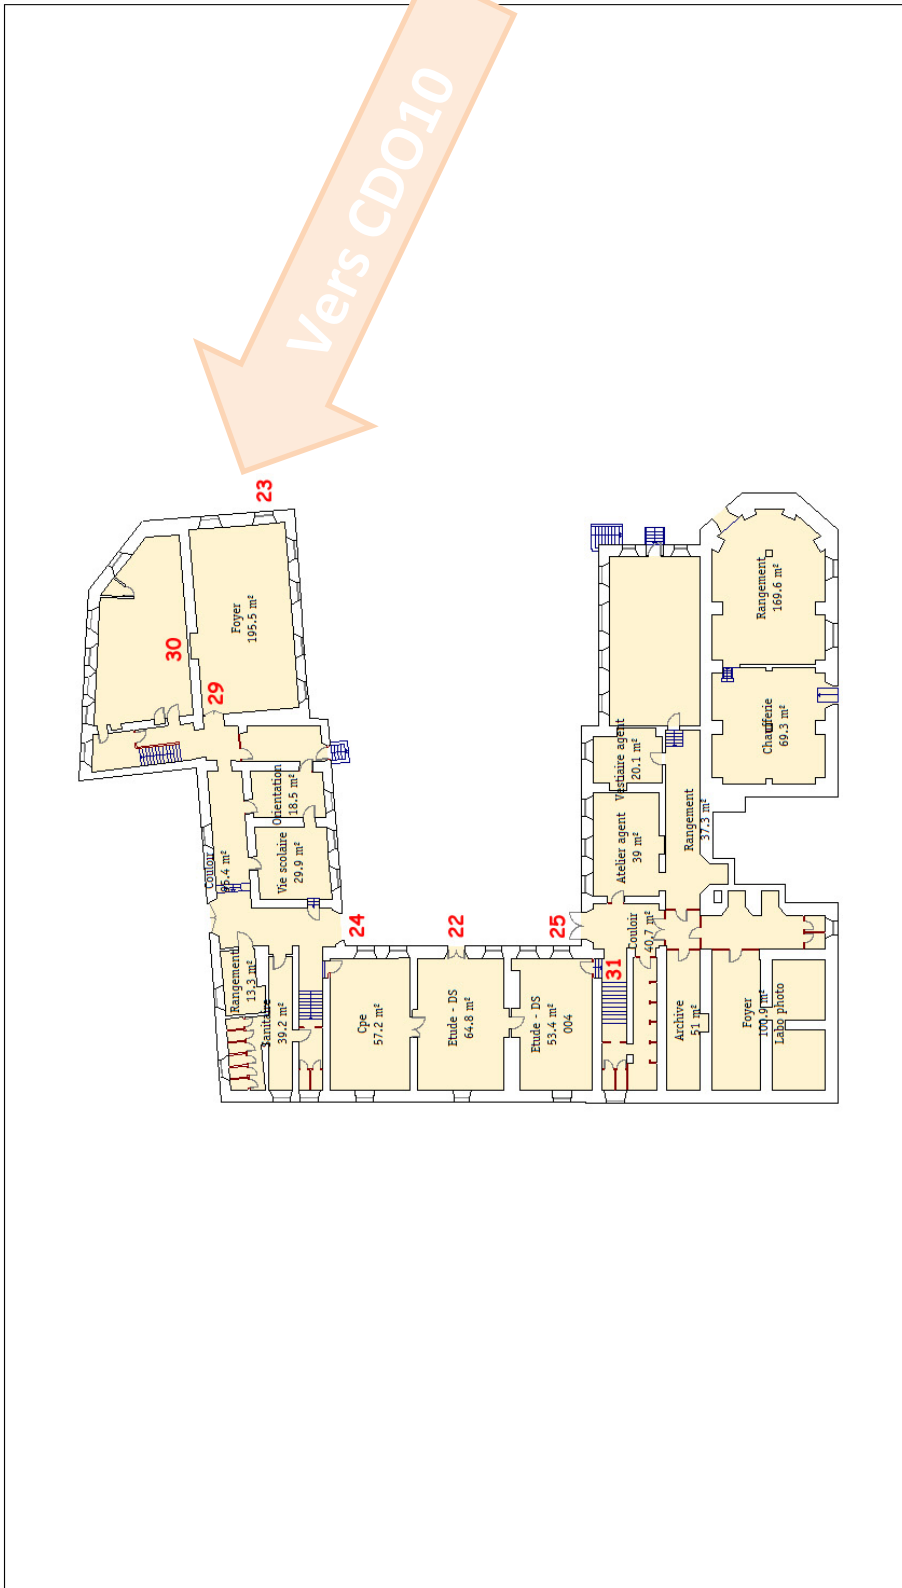 Vers CDO10
23
30
29
Foyer
195.5 m²
Orientation
18.5 m²
Vie scolaire
29.9 m²
Couloir
Rangement
13.3 m²
Sanitaire
39.2 m²
24
22
25
31
Cpe
57.2 m²
Etude - DS
64.8 m²
Etude - DS
53.4 m²
004
Vestiaire agent
20.1 m²
Atelier agent
39 m²
Rangement
37.3 m²
40.7 m²
Archive
51 m²
Foyer
100.9 m²
Labo photo
Rangement
169.6 m²
Chaufferie
69.3 m²